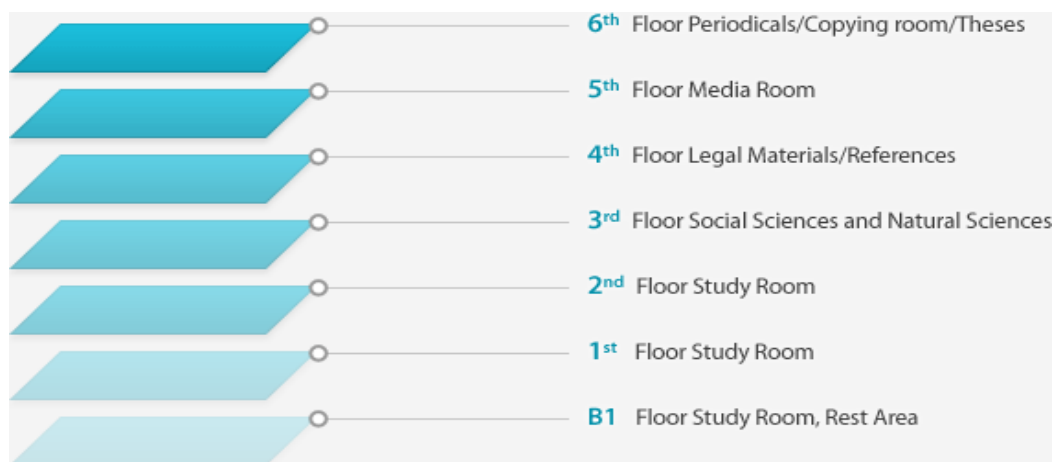 6th Floor Periodicals/Copying room/Theses
5th Floor Media Room
4th Floor Legal Materials/References
3rd Floor Social Sciences and Natural Sciences
2nd Floor Study Room
1st Floor Study Room
B1 Floor Study Room, Rest Area